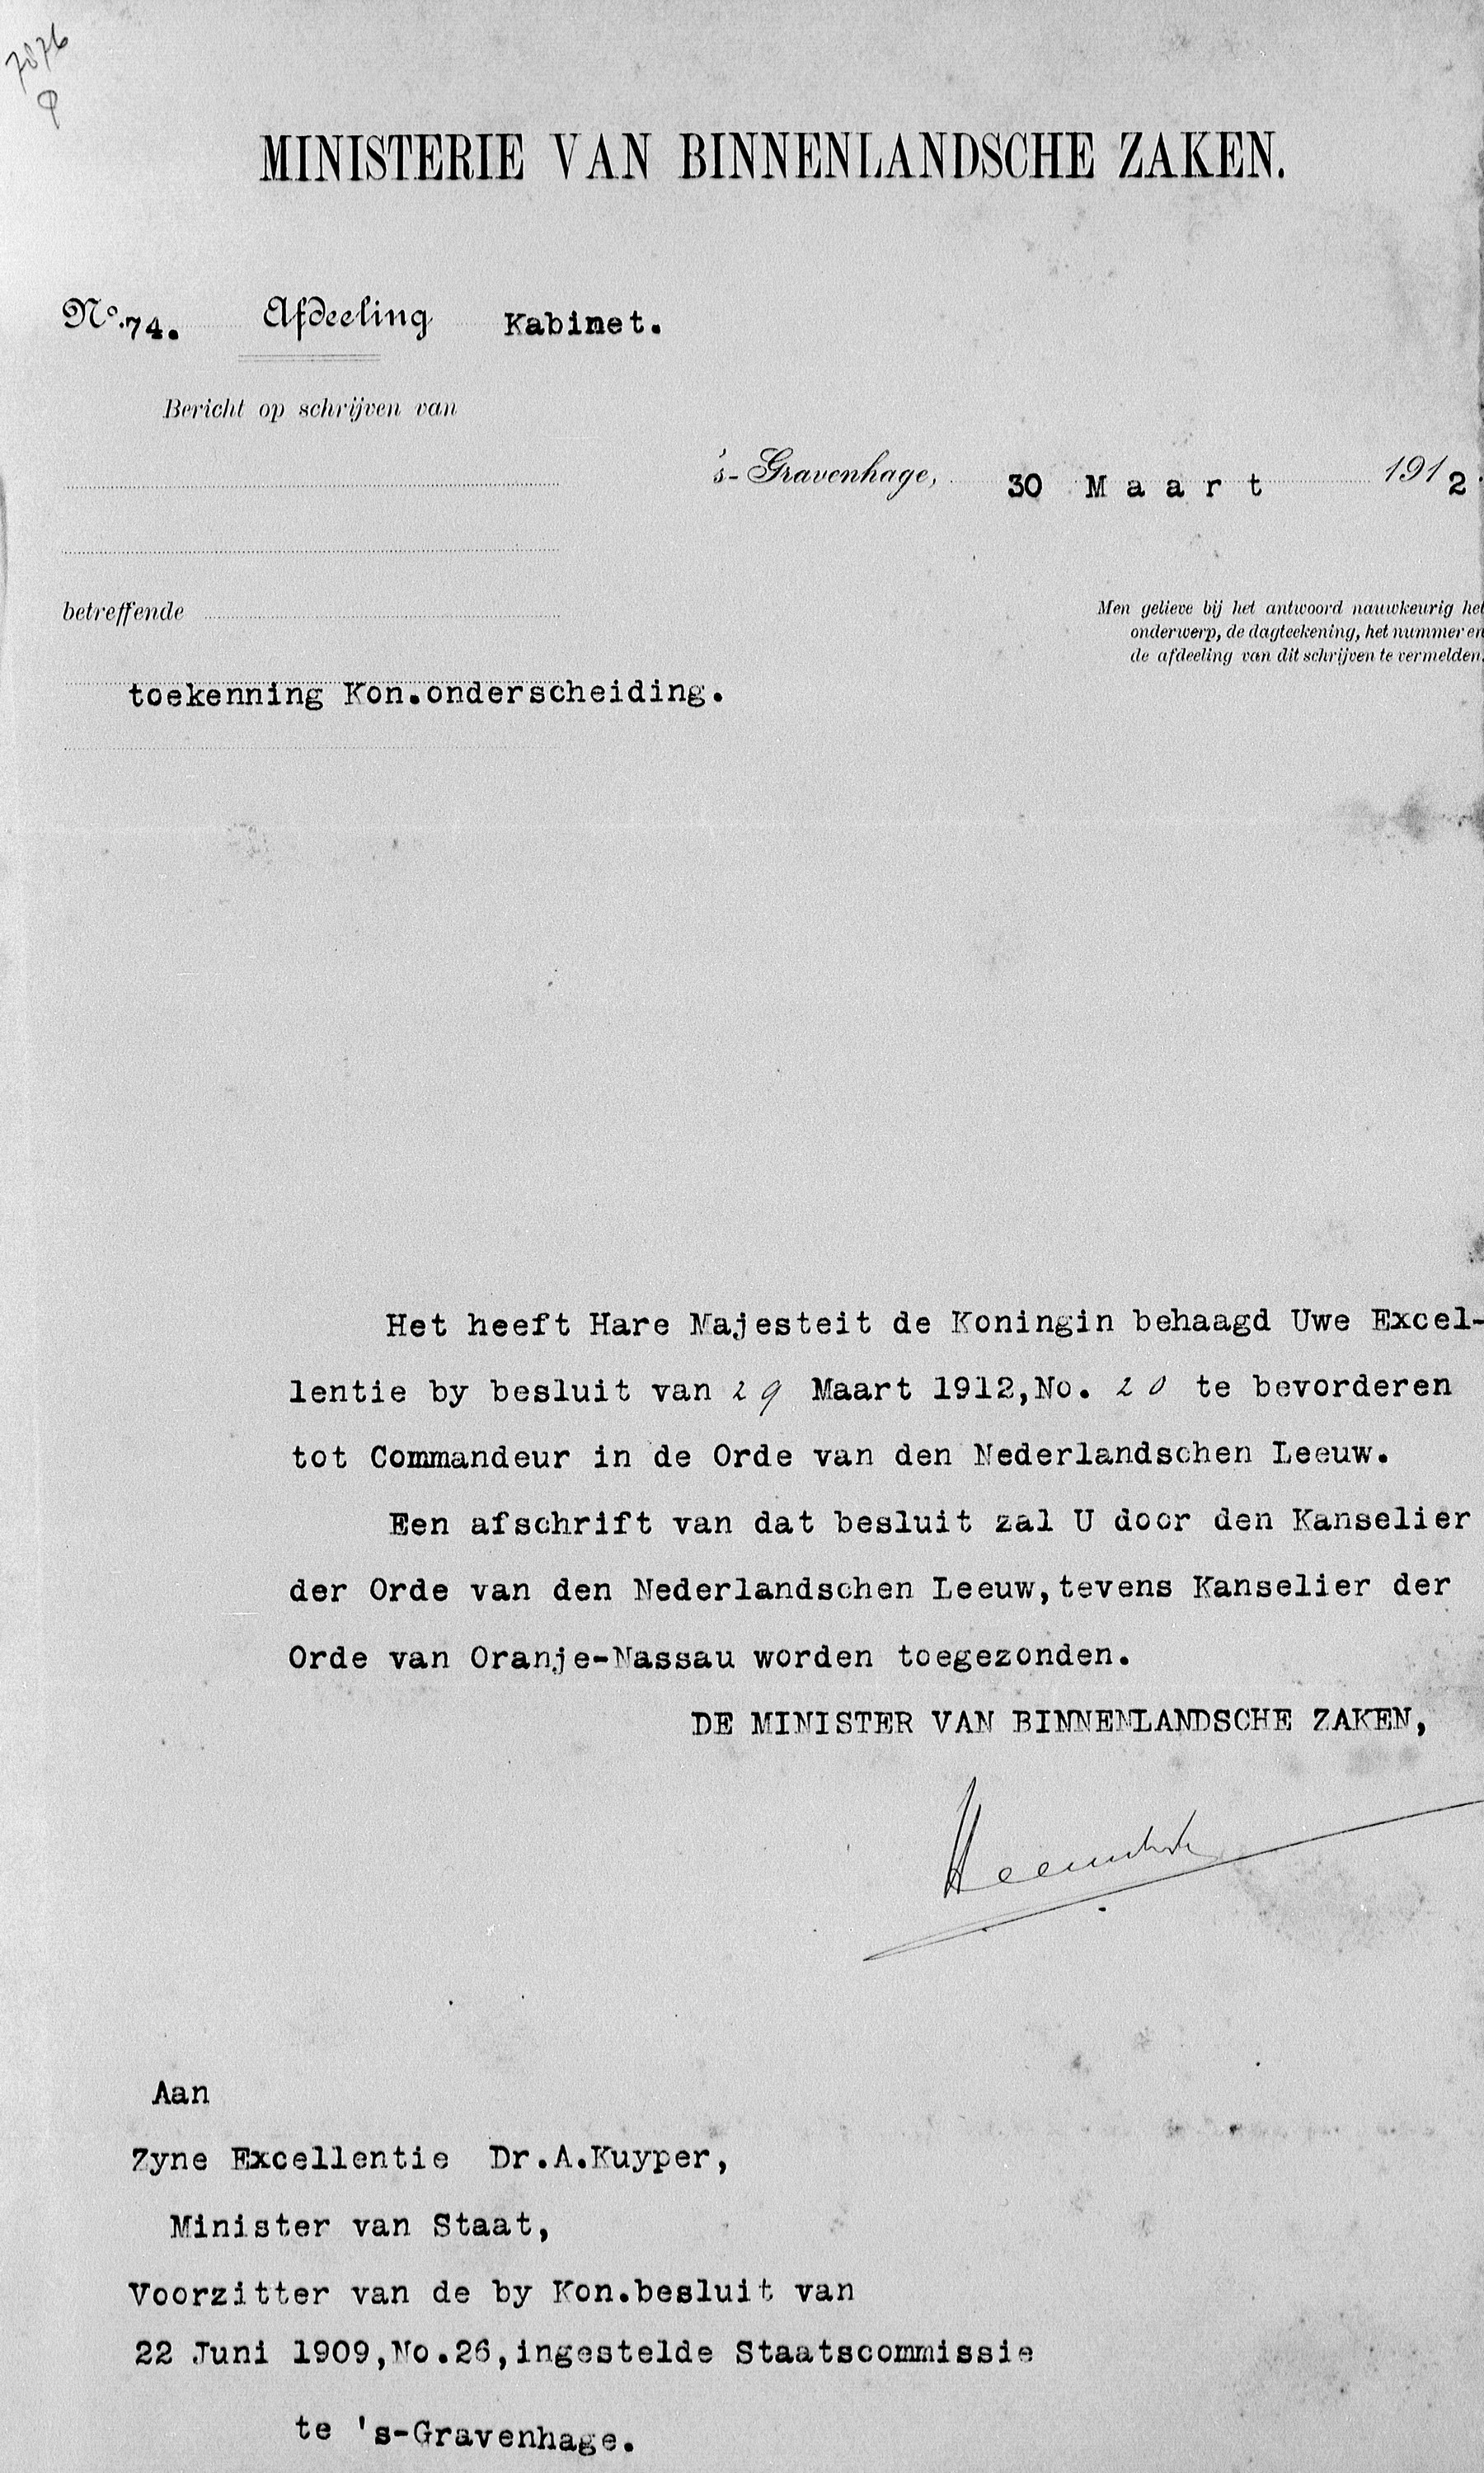 7876
MINISTERIE VAN BINNENLANDSCHE ZAKEN.
No. 74. Afdeeling Kabinet.
Bericht op schrijven van
's-Gravenhage, 30 Maart 1912.
betreffende
Men gelieve bij het antwoord nauwkeurig het
onderwerp, de dagteekening, het nummer en
de afdeeling van dit schrijven te vermelden.
toekenning Kon.onderscheiding.
Het heeft Hare Majesteit de Koningin behaagd Uwe Excel-
lentie by besluit van 29 Maart 1912,No. 20 te bevorderen
tot Commandeur in de Orde van den Nederlandschen Leeuw.
Een afschrift van dat besluit zal U door den Kanselier
der Orde van den Nederlandschen Leeuw,tevens Kanselier der
Orde van Oranje-Nassau worden toegezonden.
DE MINISTER VAN BINNENLANDSCHE ZAKEN,
Heemskerk
Aan
Zyne Excellentie Dr.A.Kuyper,
Minister van Staat,
Voorzitter van de by Kon.besluit van
22 Juni 1909,No.26,ingestelde Staatscommissie
te 's-Gravenhage.